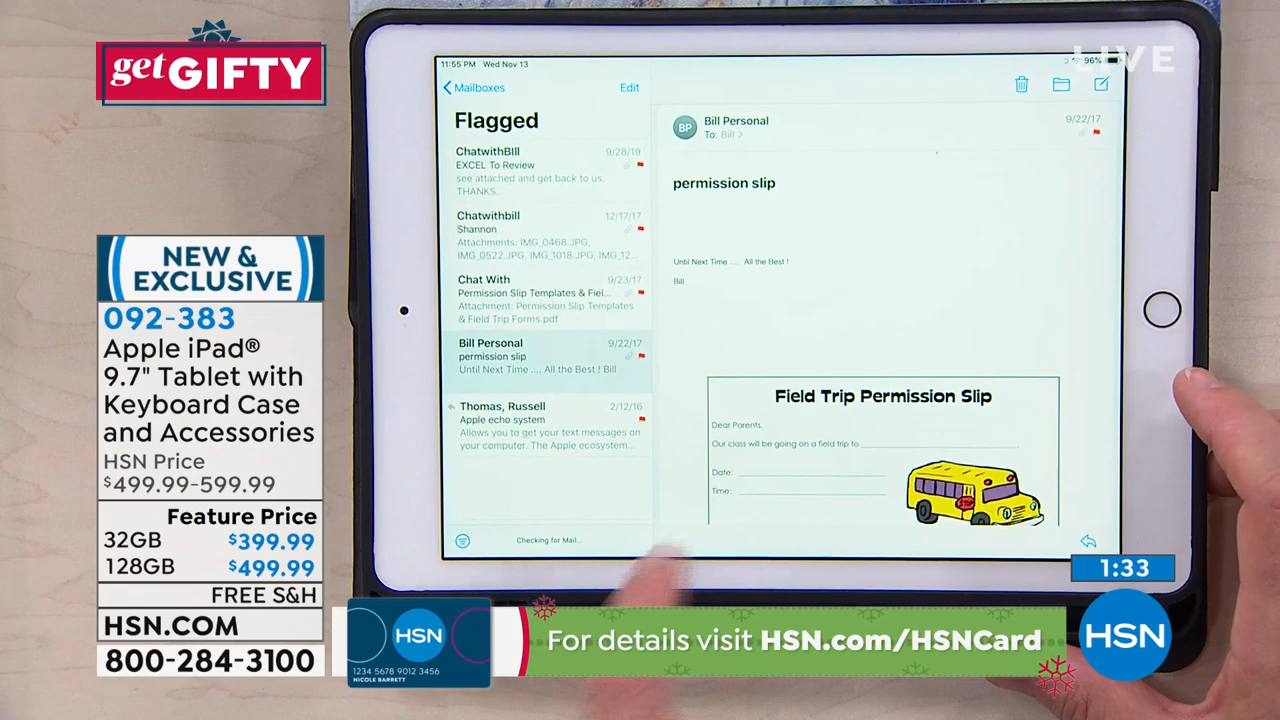 get GIFTY
LIVE
NEW &
EXCLUSIVE
092-383
Apple iPad®
9.7" Tablet with
Keyboard Case
and Accessories
HSN Price
$499.99-599.99
Feature Price
32GB $399.99
128GB $499.99
FREE S&H
HSN.COM
800-284-3100
11:55 PM Wed Nov 13
96%
Mailboxes
Edit
Flagged
ChatwithBIll 9/28/19
EXCEL To Review
see attached and get back to us.
THANKS.
Chatwithbill 12/17/17
Shannon
Attachments: IMG_0468.JPG,
IMG_0522.JPG, IMG_1018.JPG, IMG_12...
Chat With 9/23/17
Permission Slip Templates & Fiel...
Attachment: Permission Slip Templates
& Field Trip Forms.pdf
Bill Personal 9/22/17
permission slip
Until Next Time .... All the Best ! Bill
Thomas, Russell 2/12/16
Apple echo system
Allows you to get your text messages on
your computer. The Apple ecosystem...
Checking for Mail...
BP
Bill Personal 9/22/17
To: Bill >
permission slip
Until Next Time .... All the Best !
Bill
Field Trip Permission Slip
Dear Parents,
Our class will be going on a field trip to
Date:
Time:
STOP
1:33
HSN
1234 5678 9012 3456
NICOLE BARRETT
For details visit HSN.com/HSNCard
HSN